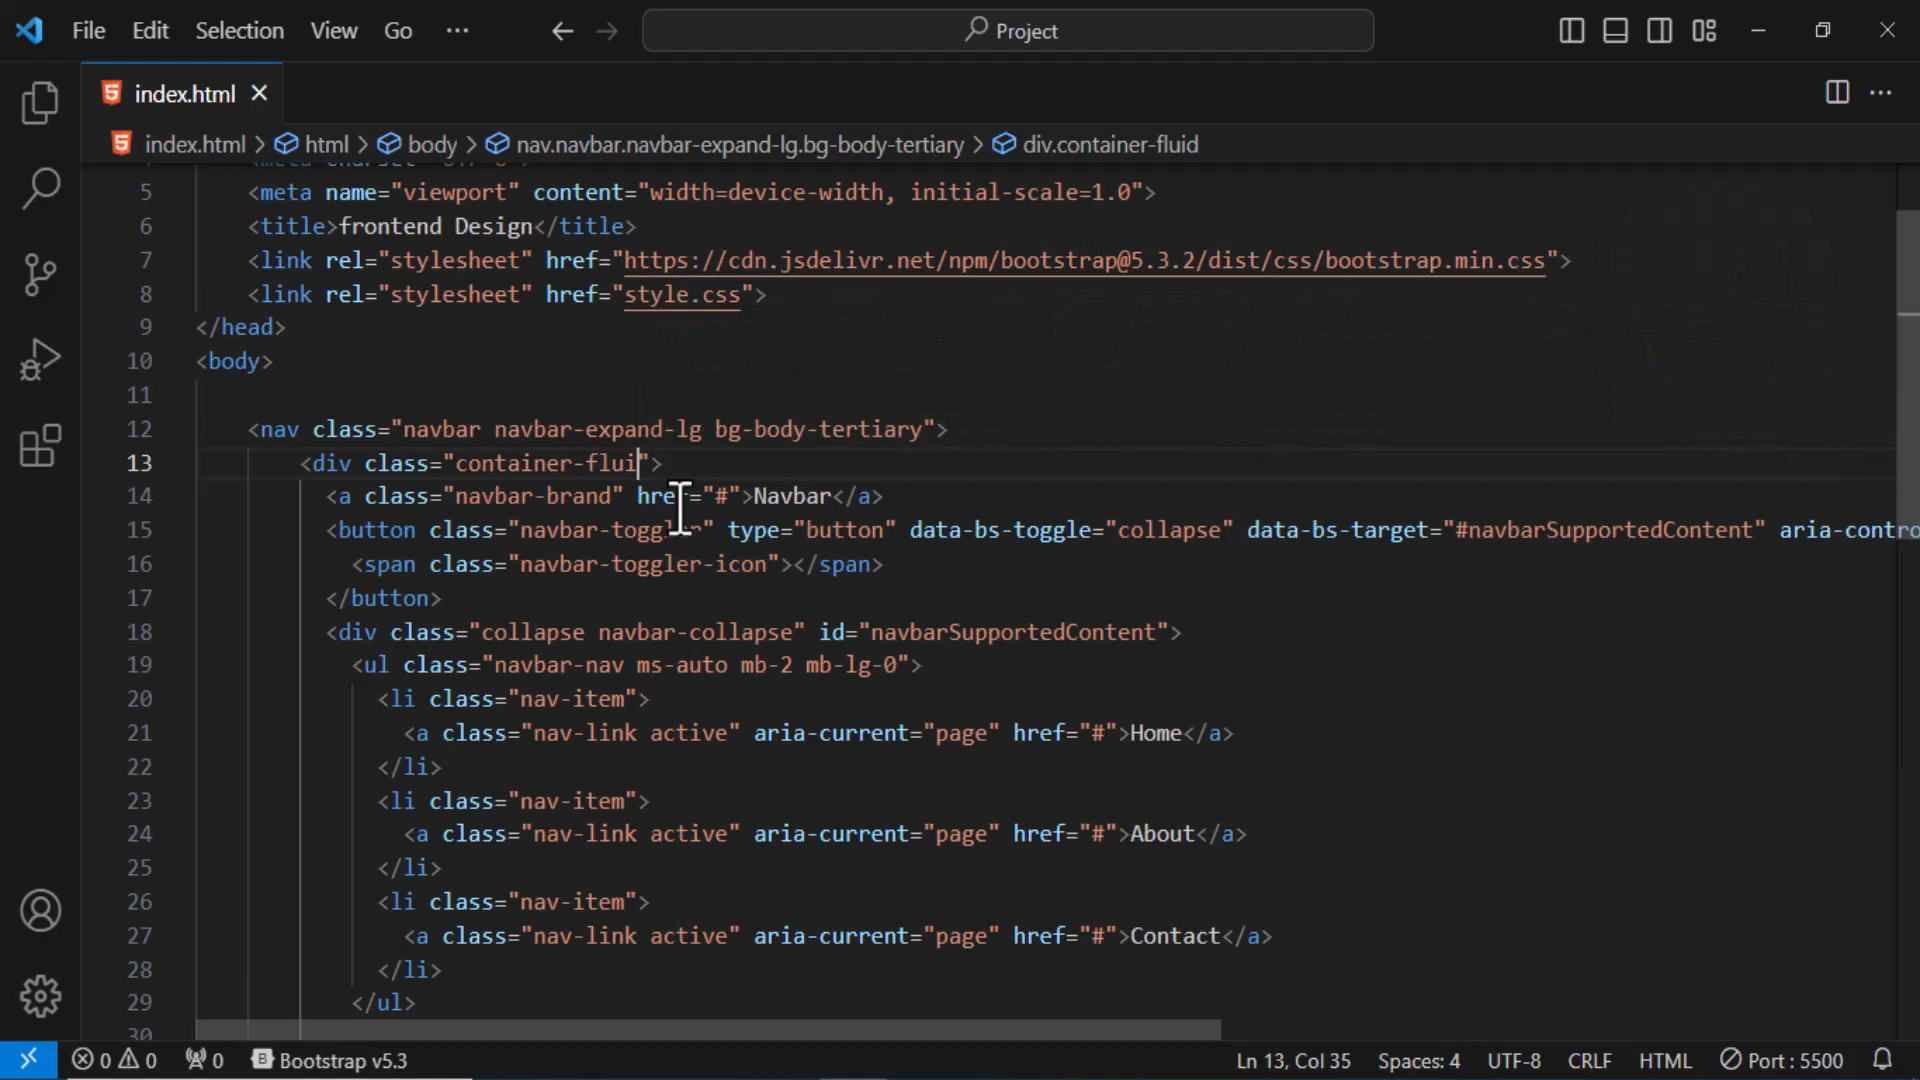 File Edit Selection View Go ··· Project
index.html
index.html > html > body > nav.navbar.navbar-expand-lg.bg-body-tertiary > div.container-fluid
5 <meta name="viewport" content="width=device-width, initial-scale=1.0">
6 <title>frontend Design</title>
7 <link rel="stylesheet" href="https://cdn.jsdelivr.net/npm/bootstrap@5.3.2/dist/css/bootstrap.min.css">
8 <link rel="stylesheet" href="style.css">
9 </head>
10 <body>
11
12 <nav class="navbar navbar-expand-lg bg-body-tertiary">
13 <div class="container-flui">
14 <a class="navbar-brand" href="#">Navbar</a>
15 <button class="navbar-toggler" type="button" data-bs-toggle="collapse" data-bs-target="#navbarSupportedContent" aria-contro
16 <span class="navbar-toggler-icon"></span>
17 </button>
18 <div class="collapse navbar-collapse" id="navbarSupportedContent">
19 <ul class="navbar-nav ms-auto mb-2 mb-lg-0">
20 <li class="nav-item">
21 <a class="nav-link active" aria-current="page" href="#">Home</a>
22 </li>
23 <li class="nav-item">
24 <a class="nav-link active" aria-current="page" href="#">About</a>
25 </li>
26 <li class="nav-item">
27 <a class="nav-link active" aria-current="page" href="#">Contact</a>
28 </li>
29 </ul>
30
0 0 0 Bootstrap v5.3 Ln 13, Col 35 Spaces: 4 UTF-8 CRLF HTML Port : 5500